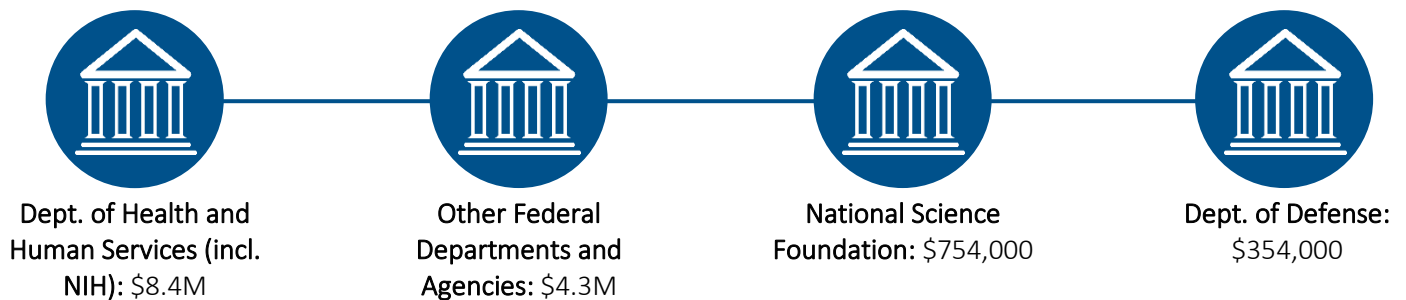 Dept. of Health and
Human Services (incl.
NIH): $8.4M
Other Federal
Departments and
Agencies: $4.3M
National Science
Foundation: $754,000
Dept. of Defense:
$354,000